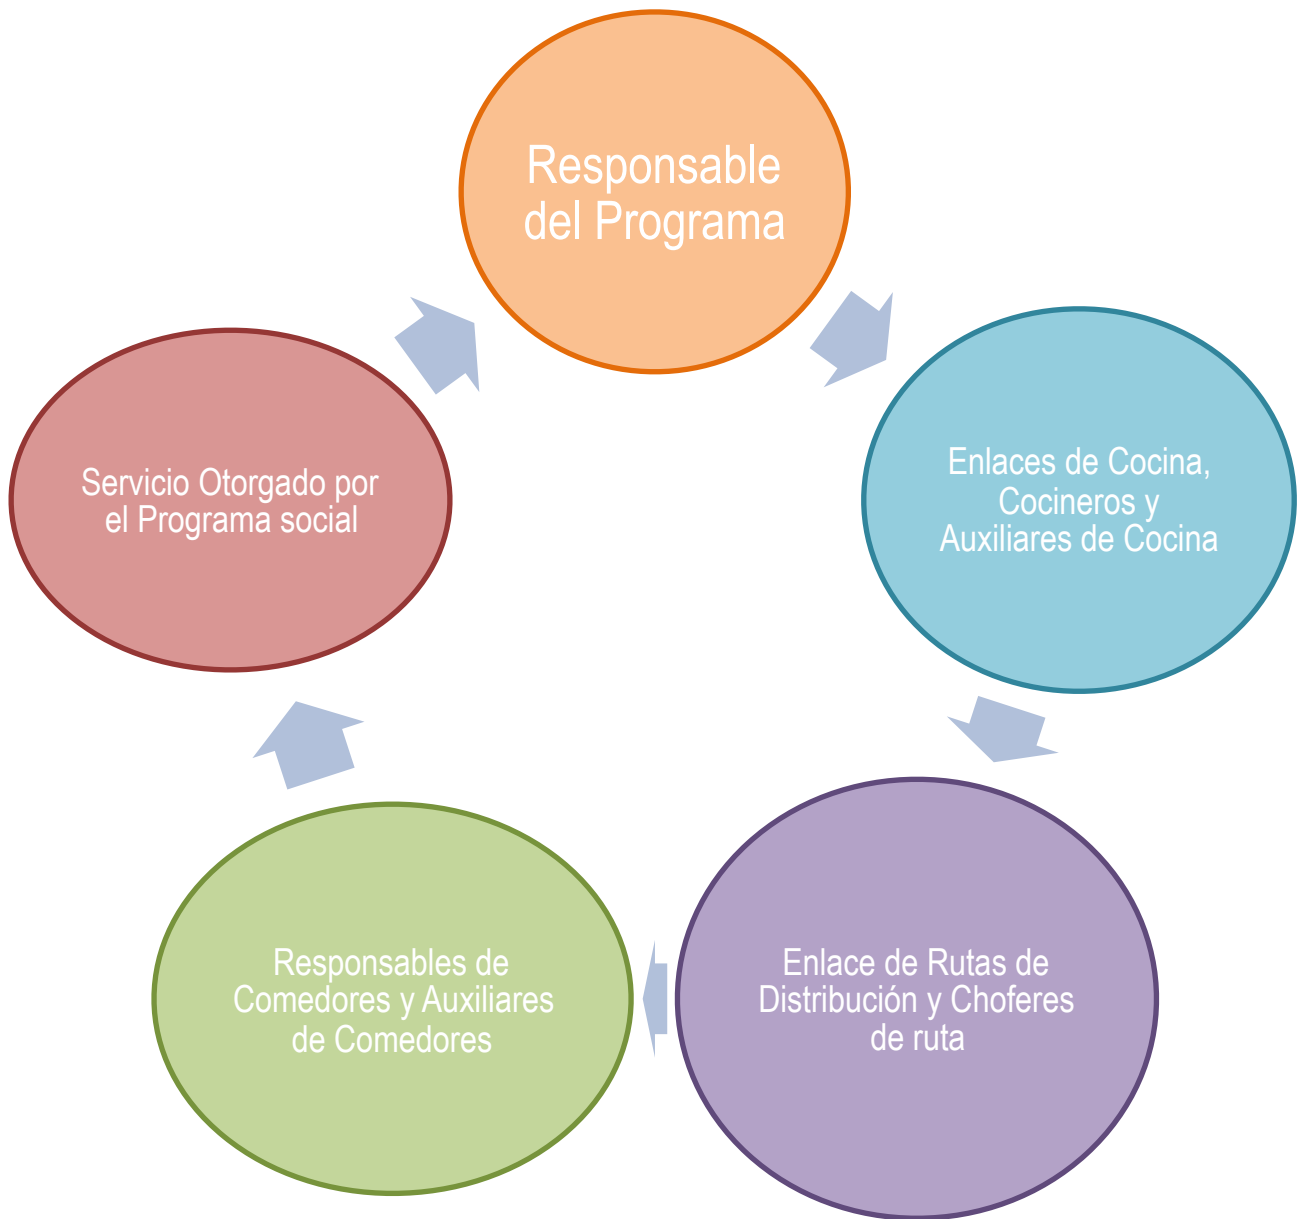 Responsable
del Programa
Enlaces de Cocina,
Cocineros y
Auxiliares de Cocina
Enlace de Rutas de
Distribución y Choferes
de ruta
Responsables de
Comedores y Auxiliares
de Comedores
Servicio Otorgado por
el Programa social